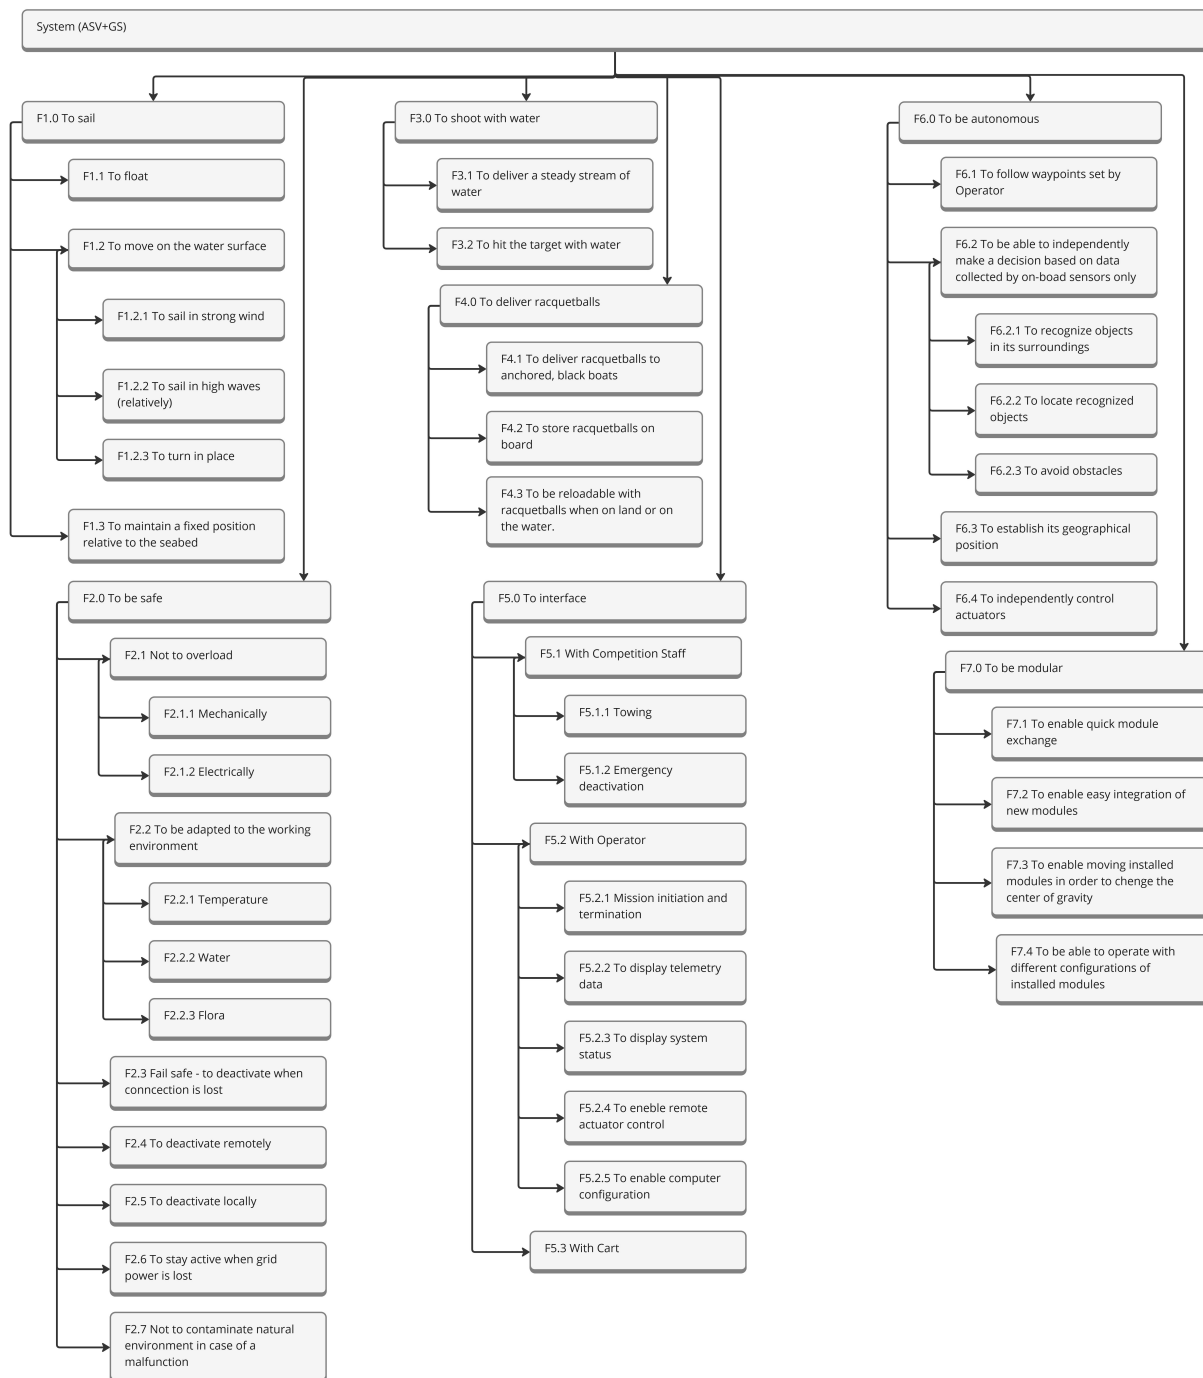 System (ASV+GS)
F1.0 To sail
F1.1 To float
F1.2 To move on the water surface
F1.2.1 To sail in strong wind
F1.2.2 To sail in high waves
(relatively)
F1.2.3 To turn in place
F1.3 To maintain a fixed position
relative to the seabed
F2.0 To be safe
F2.1 Not to overload
F2.1.1 Mechanically
F2.1.2 Electrically
F2.2 To be adapted to the working
environment
F2.2.1 Temperature
F2.2.2 Water
F2.2.3 Flora
F2.3 Fail safe - to deactivate when
conncection is lost
F2.4 To deactivate remotely
F2.5 To deactivate locally
F2.6 To stay active when grid
power is lost
F2.7 Not to contaminate natural
environment in case of a
malfunction
F3.0 To shoot with water
F3.1 To deliver a steady stream of
water
F3.2 To hit the target with water
F4.0 To deliver racquetballs
F4.1 To deliver racquetballs to
anchored, black boats
F4.2 To store racquetballs on
board
F4.3 To be reloadable with
racquetballs when on land or on
the water.
F5.0 To interface
F5.1 With Competition Staff
F5.1.1 Towing
F5.1.2 Emergency
deactivation
F5.2 With Operator
F5.2.1 Mission initiation and
termination
F5.2.2 To display telemetry
data
F5.2.3 To display system
status
F5.2.4 To eneble remote
actuator control
F5.2.5 To enable computer
configuration
F5.3 With Cart
F6.0 To be autonomous
F6.1 To follow waypoints set by
Operator
F6.2 To be able to independently
make a decision based on data
collected by on-boad sensors only
F6.2.1 To recognize objects
in its surroundings
F6.2.2 To locate recognized
objects
F6.2.3 To avoid obstacles
F6.3 To establish its geographical
position
F6.4 To independently control
actuators
F7.0 To be modular
F7.1 To enable quick module
exchange
F7.2 To enable easy integration of
new modules
F7.3 To enable moving installed
modules in order to chenge the
center of gravity
F7.4 To be able to operate with
different configurations of
installed modules